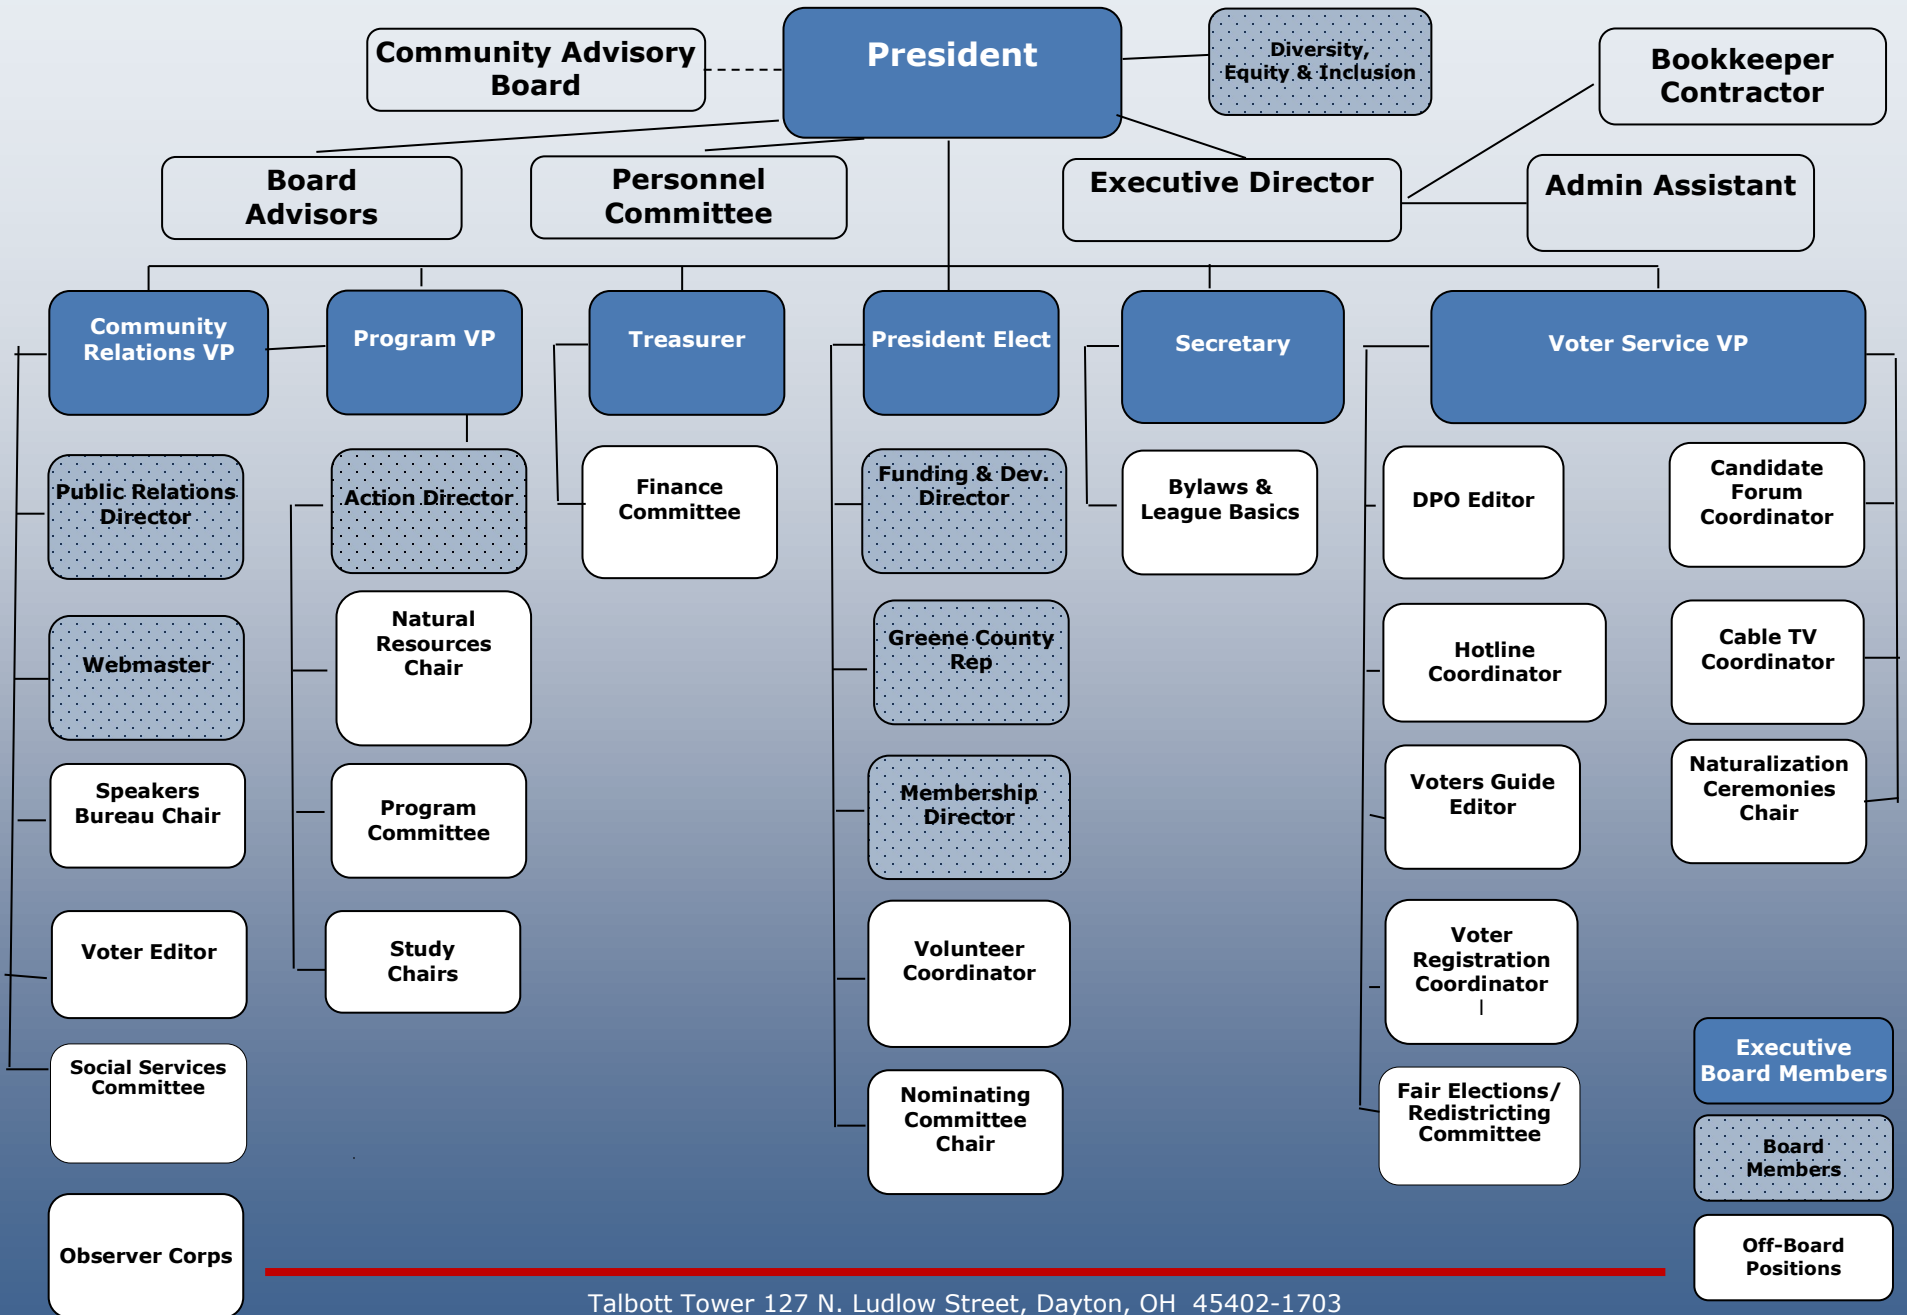 Community Advisory
Board
President
Diversity,
Equity & Inclusion
Bookkeeper
Contractor
Board
Advisors
Personnel
Committee
Executive Director
Admin Assistant
Community
Relations VP
Program VP
Treasurer
President Elect
Secretary
Voter Service VP
Public Relations
Director
Action Director
Finance
Committee
Funding & Dev.
Director
Bylaws &
League Basics
DPO Editor
Candidate
Forum
Coordinator
Webmaster
Natural
Resources
Chair
Greene County
Rep
Hotline
Coordinator
Cable TV
Coordinator
Speakers
Bureau Chair
Program
Committee
Membership
Director
Voters Guide
Editor
Naturalization
Ceremonies
Chair
Voter Editor
Study
Chairs
Volunteer
Coordinator
Voter
Registration
Coordinator
Social Services
Committee
Nominating
Committee
Chair
Fair Elections/
Redistricting
Committee
Executive
Board Members
Board
Members
Observer Corps
Off-Board
Positions
Talbott Tower 127 N. Ludlow Street, Dayton, OH 45402-1703